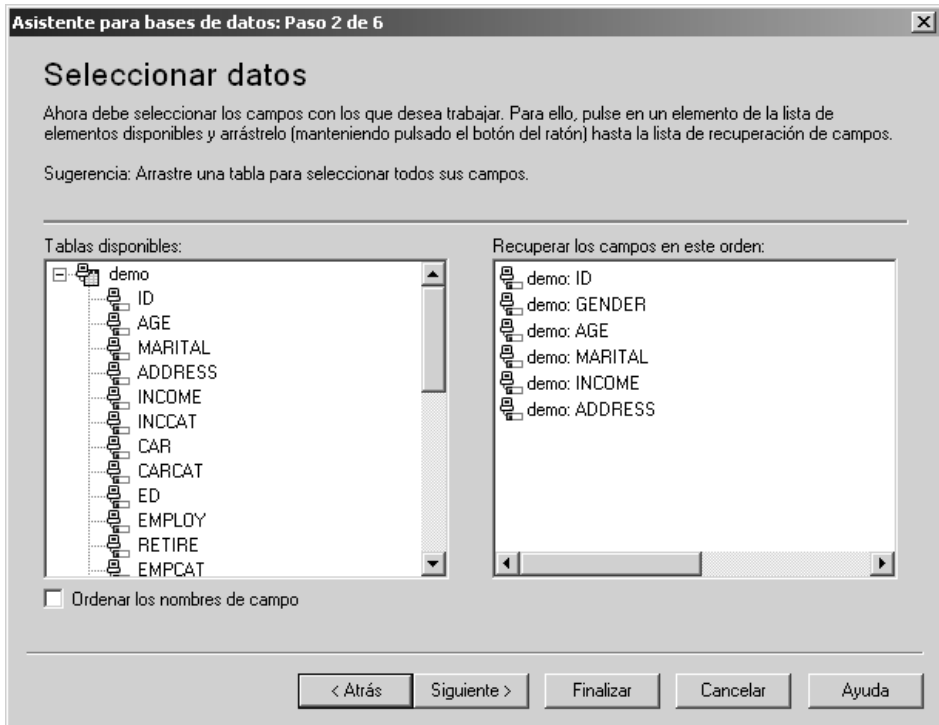 Asistente para bases de datos: Paso 2 de 6
Seleccionar datos
Ahora debe seleccionar los campos con los que desea trabajar. Para ello, pulse en un elemento de la lista de
elementos disponibles y arrástrelo (manteniendo pulsado el botón del ratón) hasta la lista de recuperación de campos.
Sugerencia: Arrastre una tabla para seleccionar todos sus campos.
Tablas disponibles:
demo
ID
AGE
MARITAL
ADDRESS
INCOME
INCCAT
CAR
CARCAT
ED
EMPLOY
RETIRE
EMPCAT
Ordenar los nombres de campo
Recuperar los campos en este orden:
demo: ID
demo: GENDER
demo: AGE
demo: MARITAL
demo: INCOME
demo: ADDRESS
< Atrás
Siguiente >
Finalizar
Cancelar
Ayuda